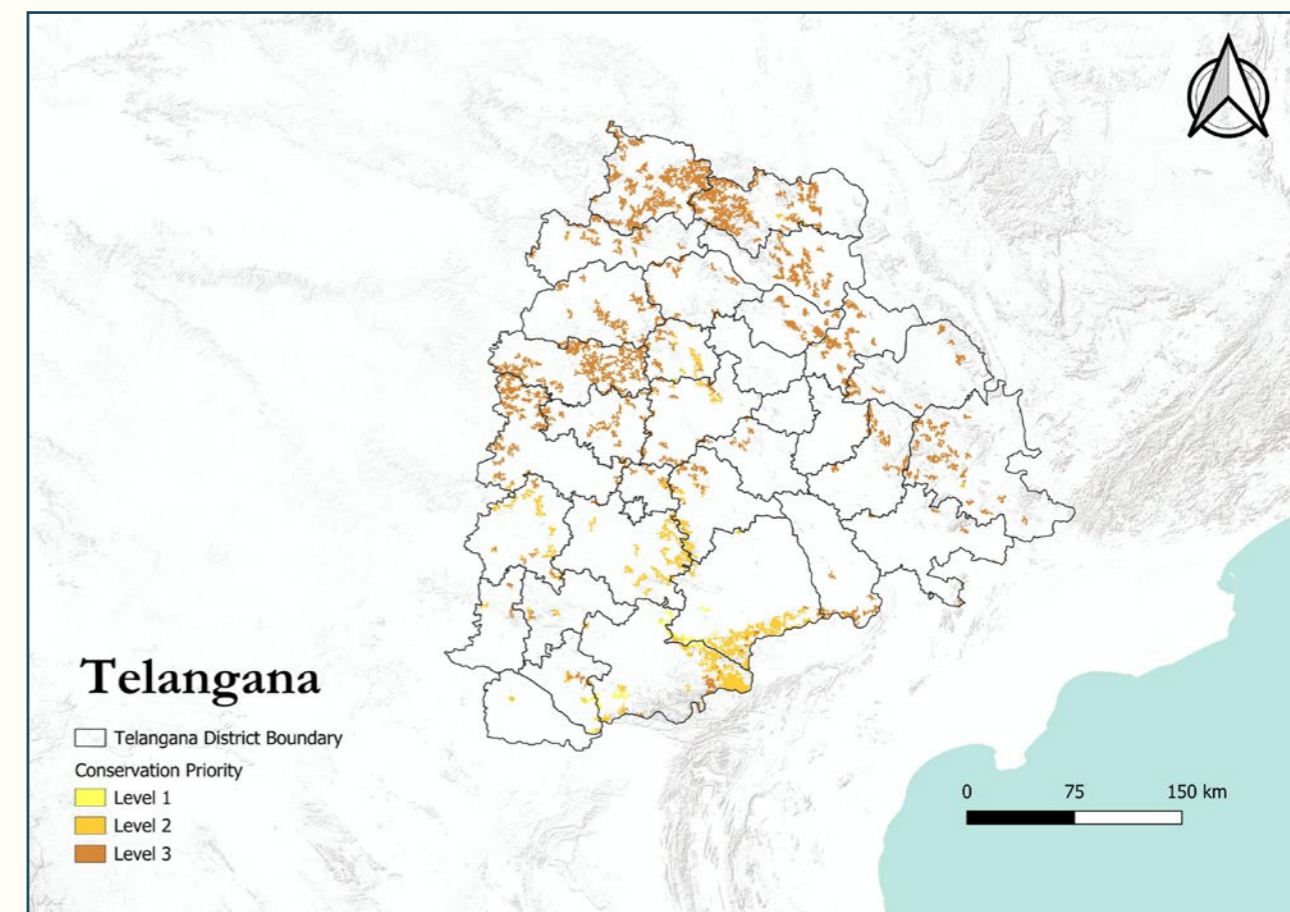 Telangana
Telangana District Boundary
Conservation Priority
Level 1
Level 2
Level 3
0 75 150 km